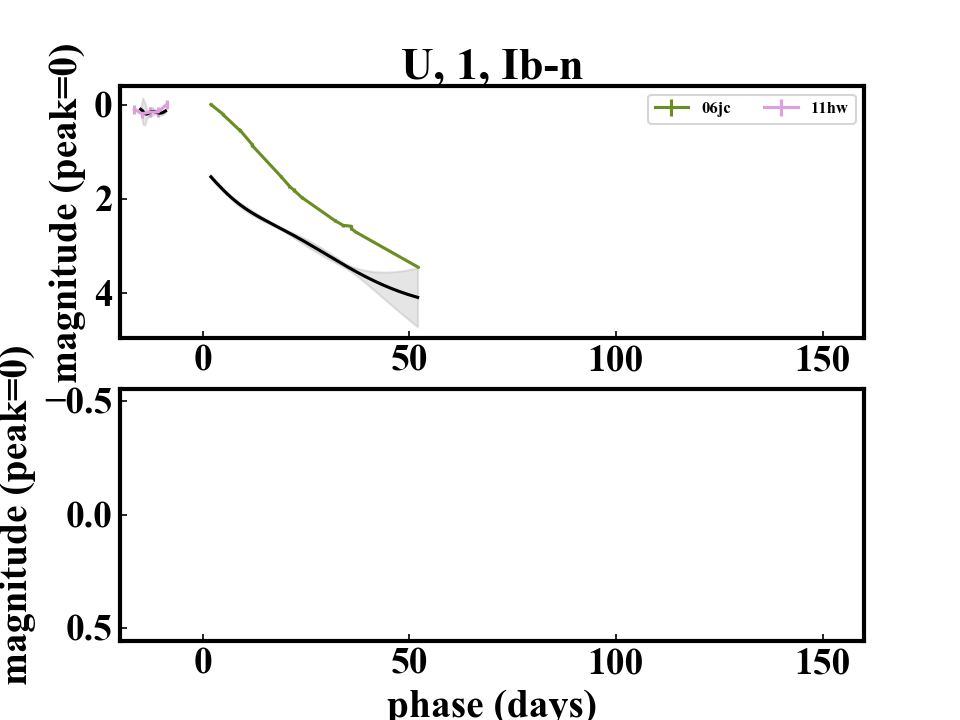 U, 1, Ib-n
magnitude (peak=0)
0
2
4
06jc 11hw
0 50 100 150
magnitude (peak=0)
−0.5
0.0
0.5
0 50 100 150
phase (days)